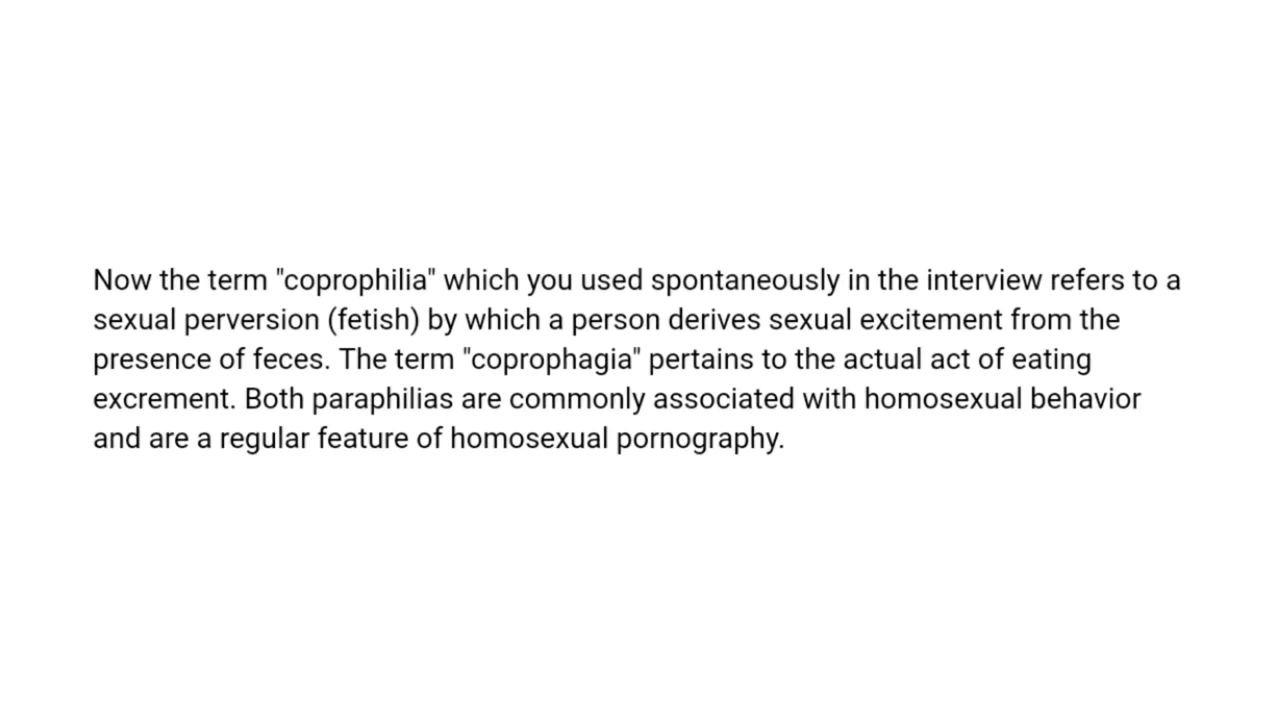 Now the term "coprophilia" which you used spontaneously in the interview refers to a
sexual perversion (fetish) by which a person derives sexual excitement from the
presence of feces. The term "coprophagia" pertains to the actual act of eating
excrement. Both paraphilias are commonly associated with homosexual behavior
and are a regular feature of homosexual pornography.